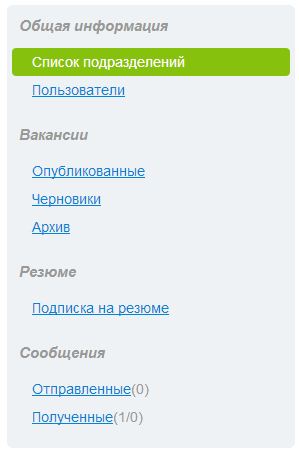 Общая информация
Список подразделений
Пользователи
Вакансии
Опубликованные
Черновики
Архив
Резюме
Подписка на резюме
Сообщения
Отправленные(0)
Полученные(1/0)